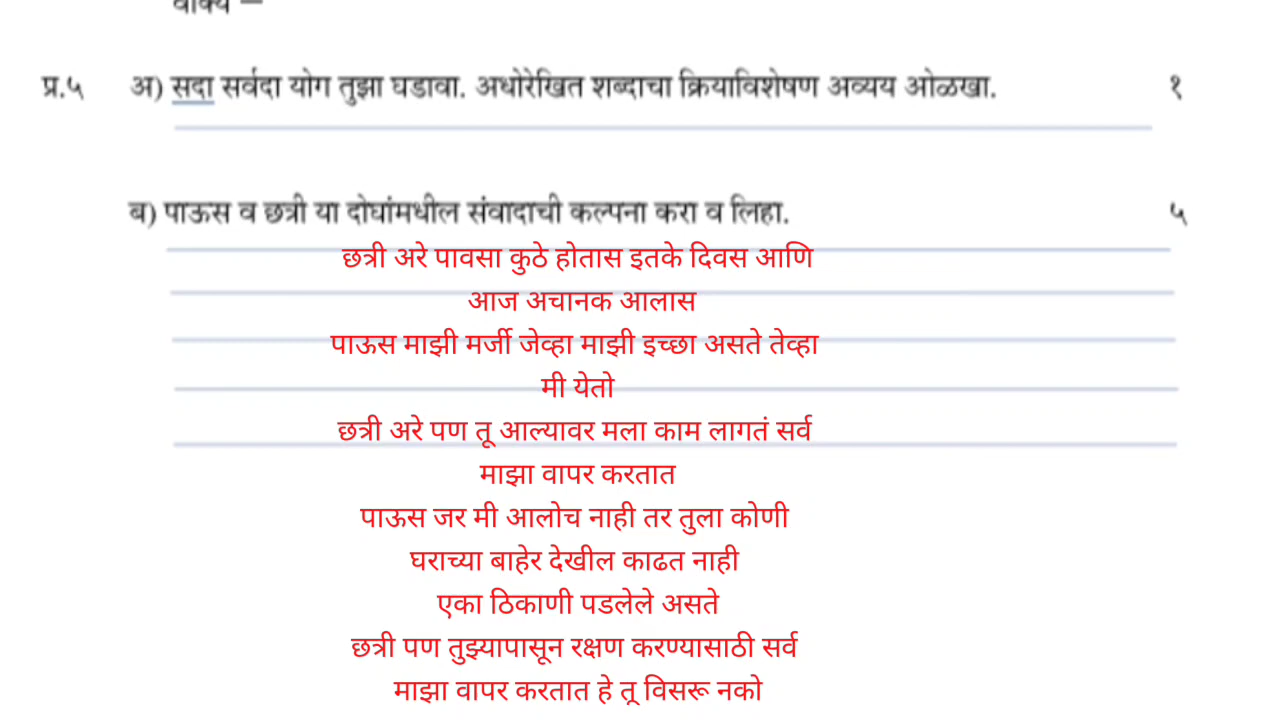 वाक्य –
प्र.५ अ) सदा सर्वदा योग तुझा घडावा. अधोरेखित शब्दाचा क्रियाविशेषण अव्यय ओळखा. १
ब) पाऊस व छत्री या दोघांमधील संवादाची कल्पना करा व लिहा. ५
छत्री अरे पावसा कुठे होतास इतके दिवस आणि
आज अचानक आलास
पाऊस माझी मर्जी जेव्हा माझी इच्छा असते तेव्हा
मी येतो
छत्री अरे पण तू आल्यावर मला काम लागतं सर्व
माझा वापर करतात
पाऊस जर मी आलोच नाही तर तुला कोणी
घराच्या बाहेर देखील काढत नाही
एका ठिकाणी पडलेले असते
छत्री पण तुझ्यापासून रक्षण करण्यासाठी सर्व
माझा वापर करतात हे तू विसरू नको